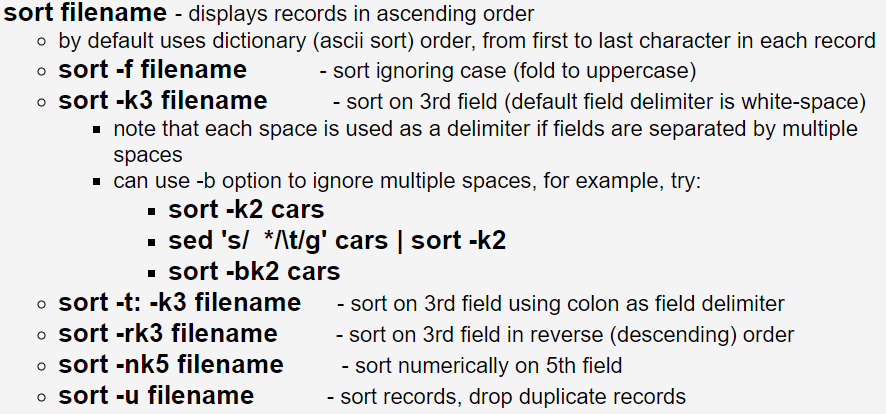 sort filename - displays records in ascending order
by default uses dictionary (ascii sort) order, from first to last character in each record
sort -f filename - sort ignoring case (fold to uppercase)
sort -k3 filename - sort on 3rd field (default field delimiter is white-space)
note that each space is used as a delimiter if fields are separated by multiple
spaces
can use -b option to ignore multiple spaces, for example, try:
sort -k2 cars
sed 's/  */\t/g' cars | sort -k2
sort -bk2 cars
sort -t: -k3 filename - sort on 3rd field using colon as field delimiter
sort -rk3 filename - sort on 3rd field in reverse (descending) order
sort -nk5 filename - sort numerically on 5th field
sort -u filename - sort records, drop duplicate records